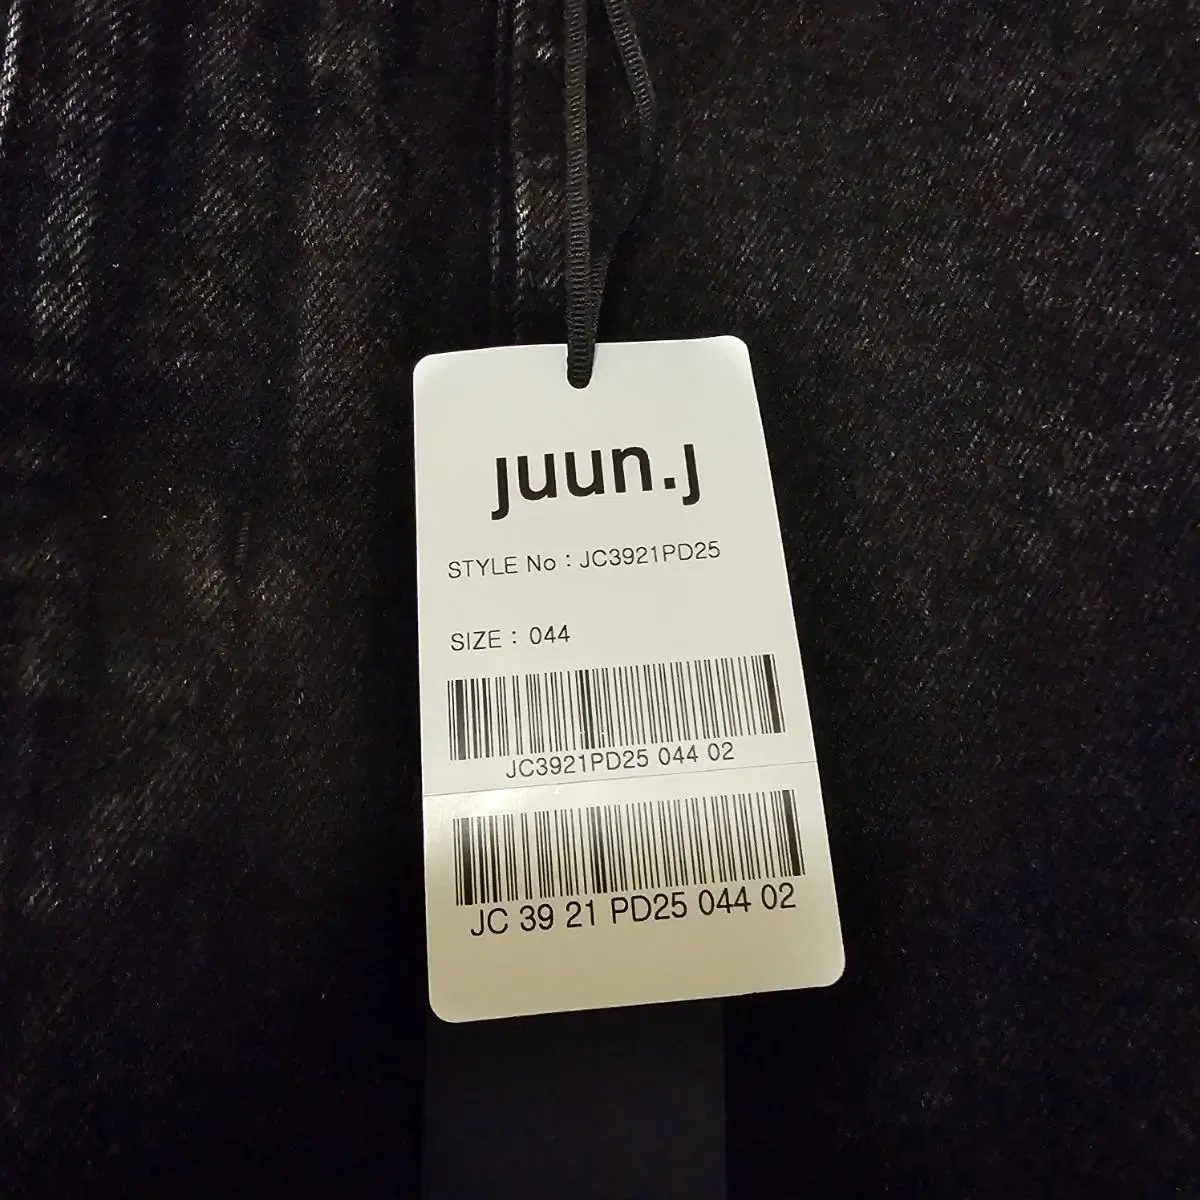 juun.j
STYLE No : JC3921PD25
SIZE : 044
JC3921PD25 044 02
JC 39 21 PD25 044 02